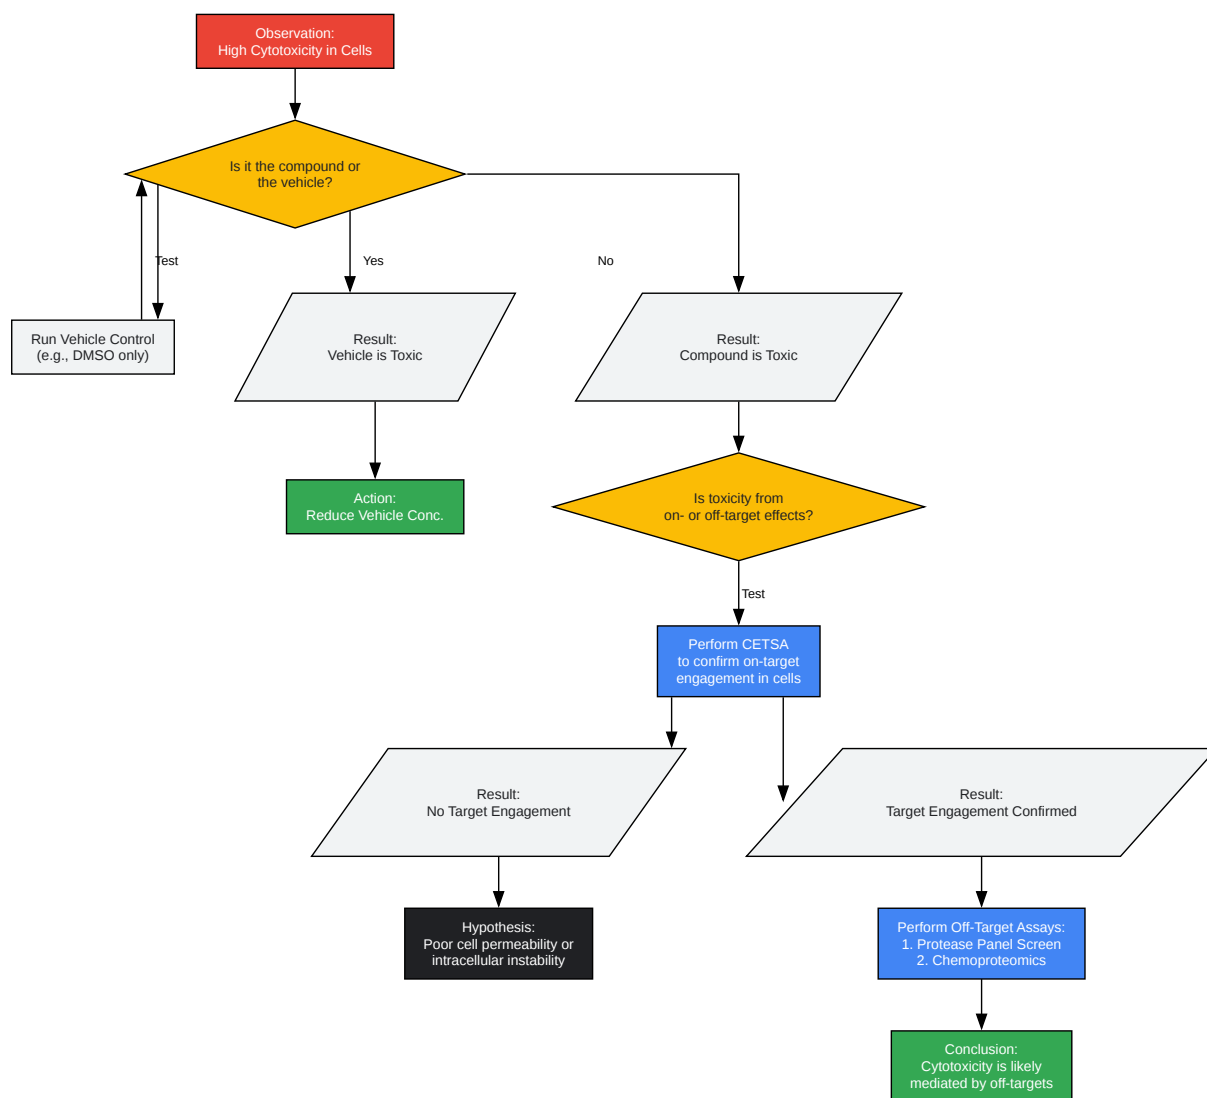 Observation:
High Cytotoxicity in Cells
Is it the compound or
the vehicle?
Test
Yes
No
Run Vehicle Control
(e.g., DMSO only)
Result:
Vehicle is Toxic
Result:
Compound is Toxic
Action:
Reduce Vehicle Conc.
Is toxicity from
on- or off-target effects?
Test
Perform CETSA
to confirm on-target
engagement in cells
Result:
No Target Engagement
Result:
Target Engagement Confirmed
Hypothesis:
Poor cell permeability or
intracellular instability
Perform Off-Target Assays:
1. Protease Panel Screen
2. Chemoproteomics
Conclusion:
Cytotoxicity is likely
mediated by off-targets